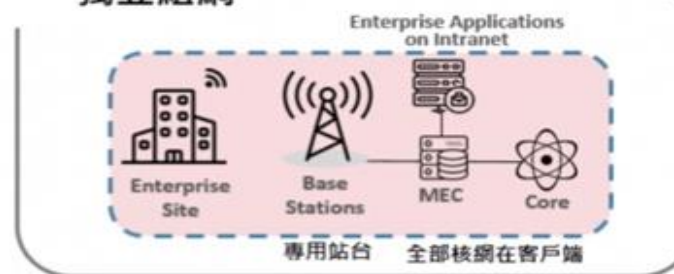 Enterprise Applications
on Intranet
Enterprise
Site
Base
Stations
MEC
Core
專用站台
全部核網在客戶端